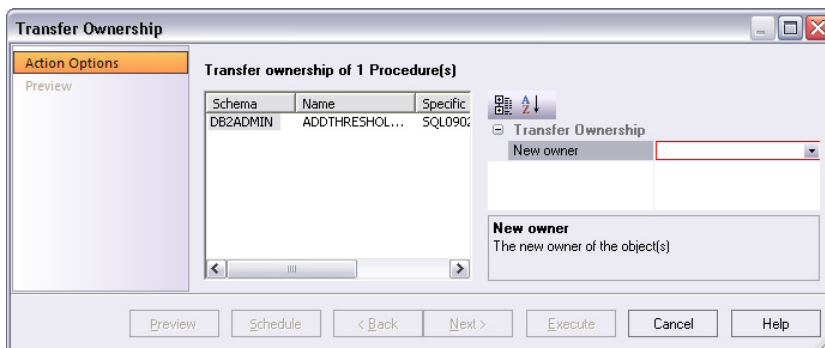 Transfer Ownership
Action Options
Preview
Transfer ownership of 1 Procedure(s)
Schema Name Specific
DB2ADMIN ADDTHRESHOL... SQL0902
Transfer Ownership
New owner
New owner
The new owner of the object(s)
Preview Schedule < Back Next > Execute Cancel Help